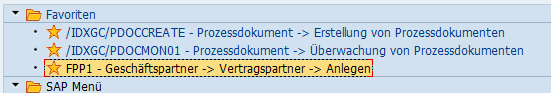 Favoriten
/IDXGC/PDOCCREATE - Prozessdokument -> Erstellung von Prozessdokumenten
/IDXGC/PDOCMON01 - Prozessdokument -> Überwachung von Prozessdokumenten
FPP1 - Geschäftspartner -> Vertragspartner -> Anlegen
SAP Menü